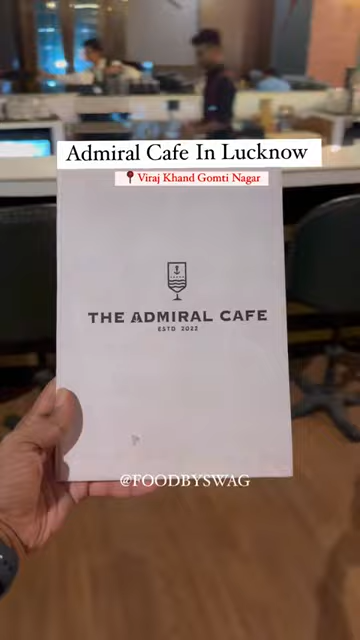 Admiral Cafe In Lucknow
📍Viraj Khand Gomti Nagar
THE ADMIRAL CAFE
ESTD 2022
@FOODBYSWAG